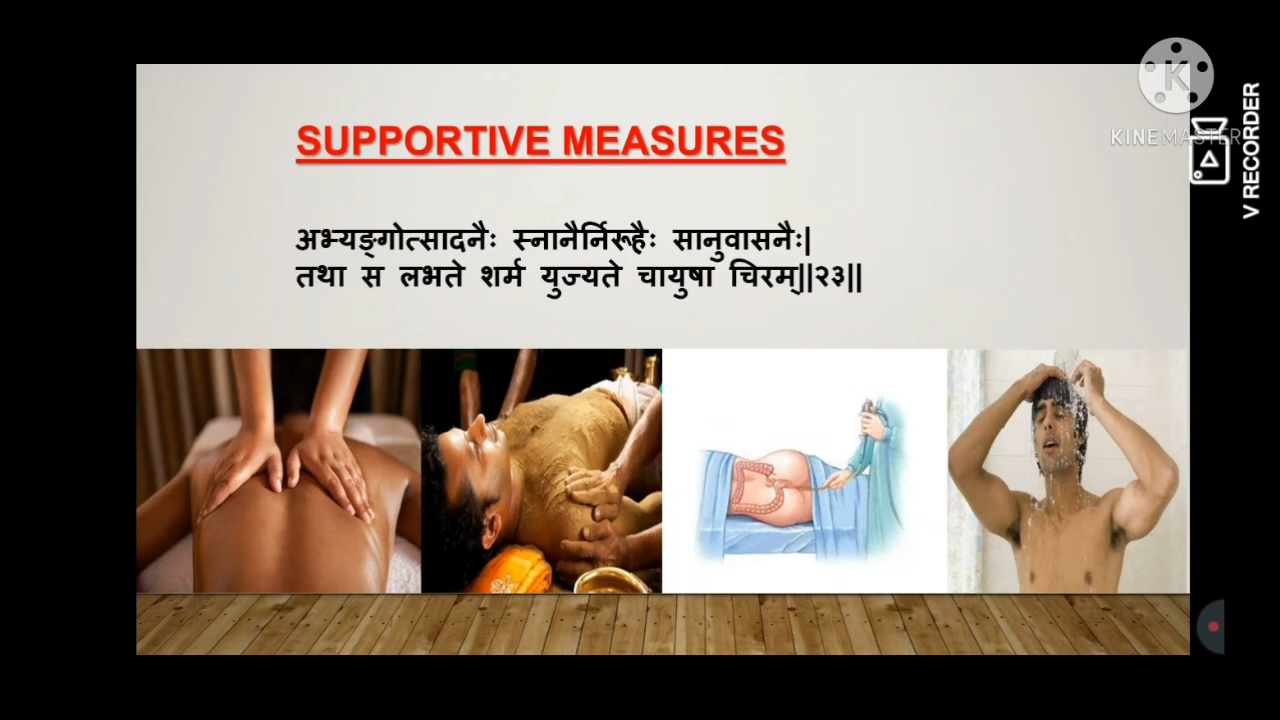 SUPPORTIVE MEASURES
अभ्यङ्गोत्सादनैः स्नानैर्निरूहैः सानुवासनैः|
तथा स लभते शर्म युज्यते चायुषा चिरम्||२३||
K
KINEMASTER
V RECORDER